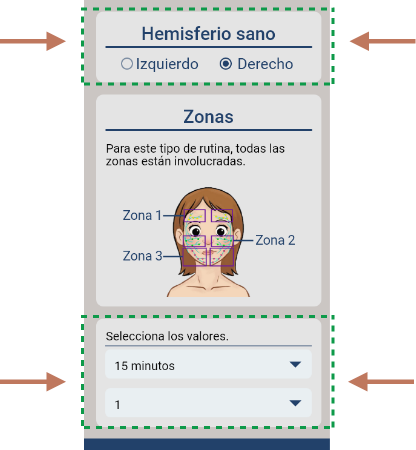 Hemisferio sano
Izquierdo Derecho
Zonas
Para este tipo de rutina, todas las
zonas están involucradas.
Zona 1
Zona 2
Zona 3
Selecciona los valores.
15 minutos
1